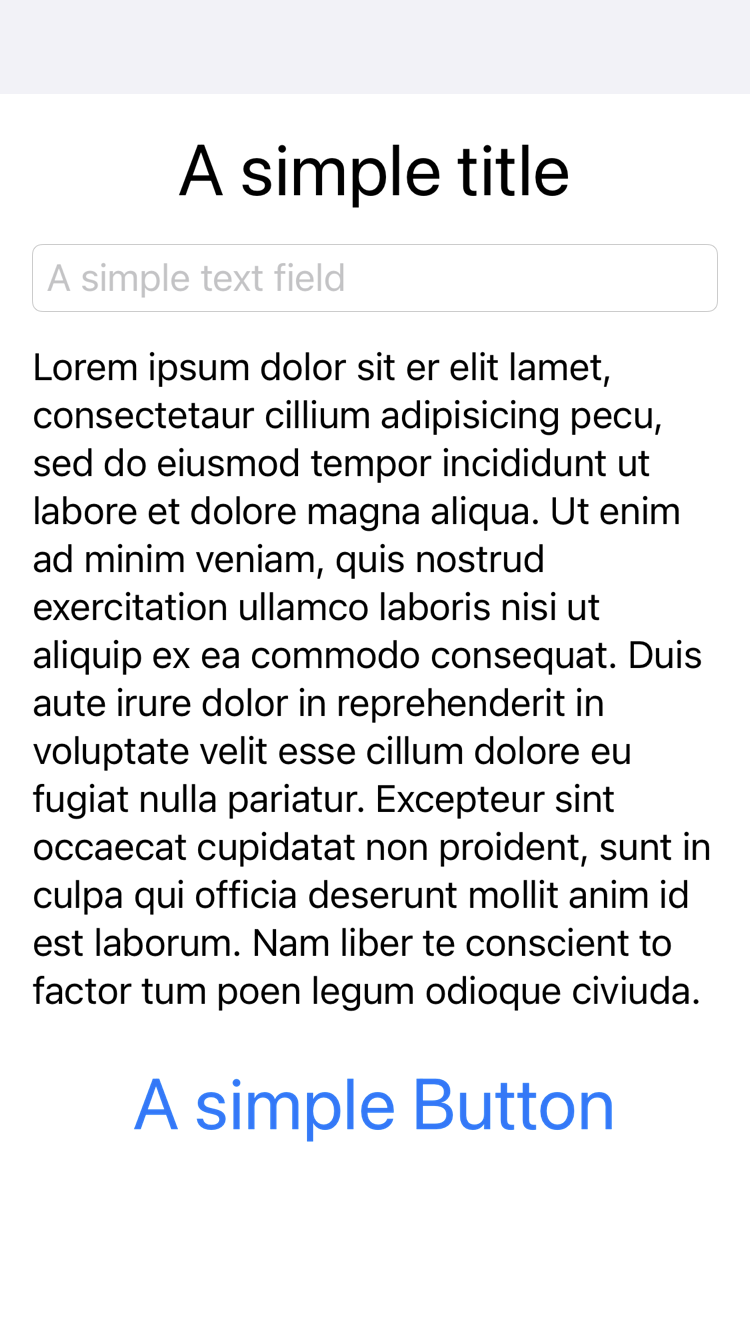 A simple title
A simple text field
Lorem ipsum dolor sit er elit lamet,
consectetaur cillium adipisicing pecu,
sed do eiusmod tempor incididunt ut
labore et dolore magna aliqua. Ut enim
ad minim veniam, quis nostrud
exercitation ullamco laboris nisi ut
aliquip ex ea commodo consequat. Duis
aute irure dolor in reprehenderit in
voluptate velit esse cillum dolore eu
fugiat nulla pariatur. Excepteur sint
occaecat cupidatat non proident, sunt in
culpa qui officia deserunt mollit anim id
est laborum. Nam liber te conscient to
factor tum poen legum odioque civiuda.
A simple Button